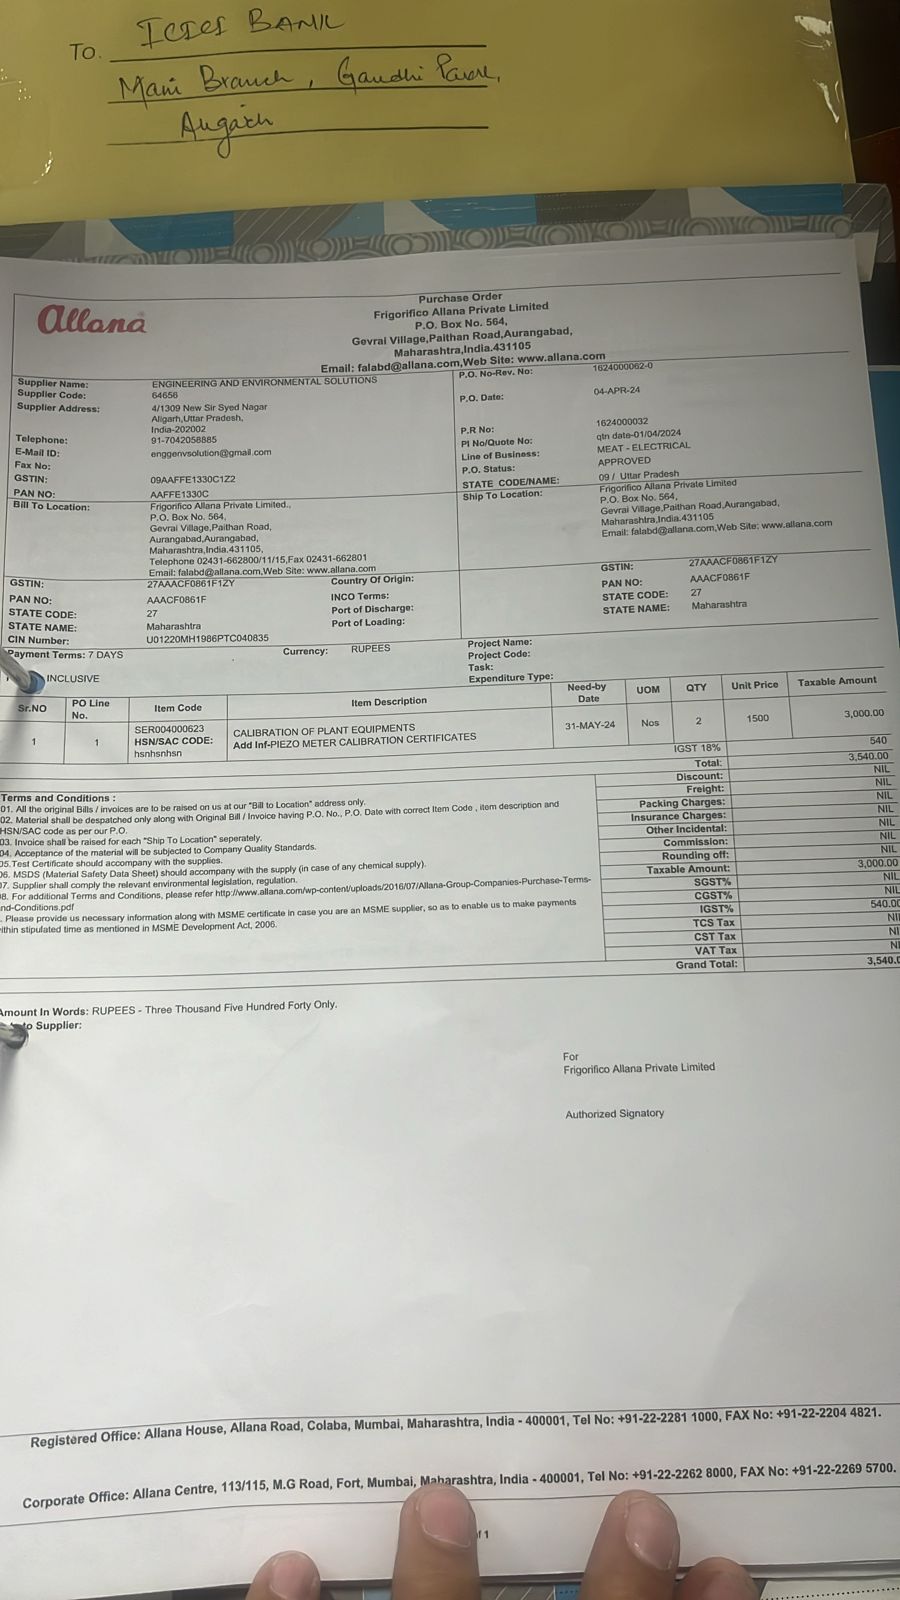 To. ICICI BANK
Main Branch, Gandhi
Aligarh
Allana
Purchase Order
Frigorifico Allana Private Limited
P.O. Box No. 564,
Gevrai Village,Paithan Road,Aurangabad,
Maharashtra,India.431105
Email: falabd@allana.com,Web Site: www.allana.com
Supplier Name: ENGINEERING AND ENVIRONMENTAL SOLUTIONS
Supplier Code: 64656
Supplier Address: 4/1309 New Sir Syed Nagar
Aligarh,Uttar Pradesh,
India-202002
Telephone: 91-7042058885
E-Mail ID: enggenvsolution@gmail.com
Fax No:
GSTIN: 09AAFFE1330C1Z2
PAN NO: AAFFE1330C
P.O. No-Rev. No: 1624000062-0
P.O. Date: 04-APR-24
P.R No: 1624000032
PI No/Quote No: qtn date-01/04/2024
Line of Business: MEAT - ELECTRICAL
P.O. Status: APPROVED
STATE CODE/NAME: 09 / Uttar Pradesh
Bill To Location: Frigorifico Allana Private Limited.,
P.O. Box No. 564,
Gevrai Village,Paithan Road,
Aurangabad,Aurangabad,
Maharashtra,India.431105,
Telephone 02431-662800/11/15,Fax 02431-662801
Email: falabd@allana.com,Web Site: www.allana.com
Ship To Location: Frigorifico Allana Private Limited
P.O. Box No. 564,
Gevrai Village,Paithan Road,Aurangabad,
Maharashtra,India.431105
Email: falabd@allana.com,Web Site: www.allana.com
GSTIN: 27AAACF0861F1ZY
PAN NO: AAACF0861F
STATE CODE: 27
STATE NAME: Maharashtra
CIN Number: U01220MH1986PTC040835
Country Of Origin:
INCO Terms:
Port of Discharge:
Port of Loading:
GSTIN: 27AAACF0861F1ZY
PAN NO: AAACF0861F
STATE CODE: 27
STATE NAME: Maharashtra
Payment Terms: 7 DAYS
Currency: RUPEES
INCLUSIVE
Project Name:
Project Code:
Task:
Expenditure Type:
Sr.NO PO Line No. Item Code Item Description Need-by Date UOM QTY Unit Price Taxable Amount
1 1 SER004000623 CALIBRATION OF PLANT EQUIPMENTS 31-MAY-24 Nos 2 1500 3,000.00
HSN/SAC CODE: Add Inf-PIEZO METER CALIBRATION CERTIFICATES
hsnhsnhsn
IGST 18% 540
Total: 3,540.00
Discount: NIL
Freight: NIL
Packing Charges: NIL
Insurance Charges: NIL
Other Incidental: NIL
Commission: NIL
Rounding off: NIL
Taxable Amount: 3,000.00
SGST% NIL
CGST% NIL
IGST% 540.00
TCS Tax NI
CST Tax NI
VAT Tax NI
Grand Total: 3,540.0
Terms and Conditions :
01. All the original Bills / invoices are to be raised on us at our "Bill to Location" address only.
02. Material shall be despatched only along with Original Bill / Invoice having P.O. No., P.O. Date with correct Item Code , item description and
HSN/SAC code as per our P.O.
03. Invoice shall be raised for each "Ship To Location" seperately.
04. Acceptance of the material will be subjected to Company Quality Standards.
05.Test Certificate should accompany with the supplies.
06. MSDS (Material Safety Data Sheet) should accompany with the supply (in case of any chemical supply).
07. Supplier shall comply the relevant environmental legislation, regulation.
08. For additional Terms and Conditions, please refer http://www.allana.com/wp-content/uploads/2016/07/Allana-Group-Companies-Purchase-Terms-
nd-Conditions.pdf
. Please provide us necessary information along with MSME certificate in case you are an MSME supplier, so as to enable us to make payments
ithin stipulated time as mentioned in MSME Development Act, 2006.
Amount In Words: RUPEES - Three Thousand Five Hundred Forty Only.
to Supplier:
For
Frigorifico Allana Private Limited
Authorized Signatory
Registered Office: Allana House, Allana Road, Colaba, Mumbai, Maharashtra, India - 400001, Tel No: +91-22-2281 1000, FAX No: +91-22-2204 4821.
Corporate Office: Allana Centre, 113/115, M.G Road, Fort, Mumbai, Maharashtra, India - 400001, Tel No: +91-22-2262 8000, FAX No: +91-22-2269 5700.
f 1